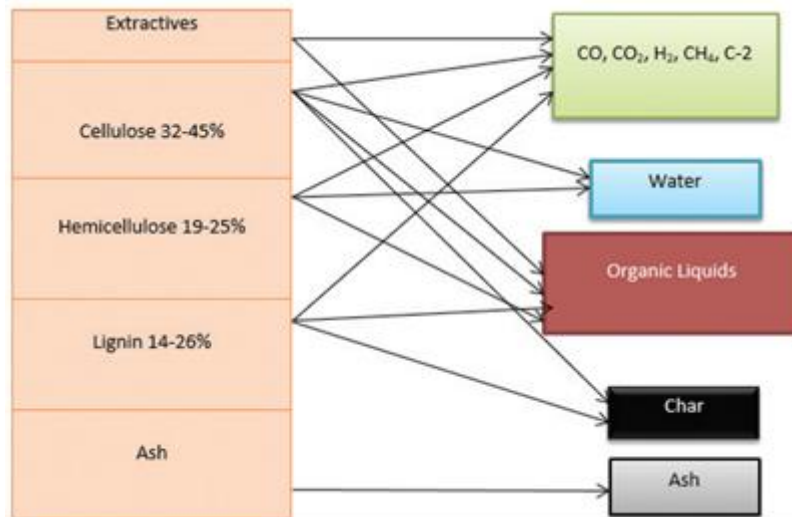 Extractives
Cellulose 32-45%
Hemicellulose 19-25%
Lignin 14-26%
Ash
CO, CO₂, H₂, CH₄, C-2
Water
Organic Liquids
Char
Ash